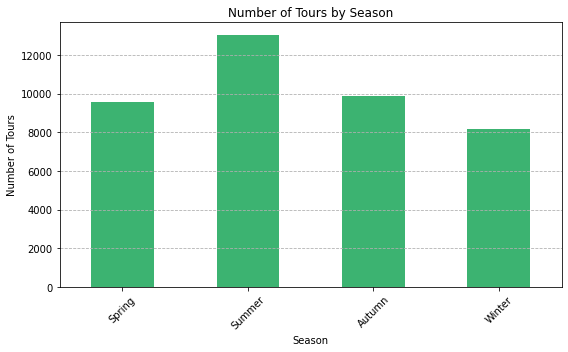 Number of Tours by Season
Number of Tours
12000
10000
8000
6000
4000
2000
0
Spring
Summer
Autumn
Winter
Season